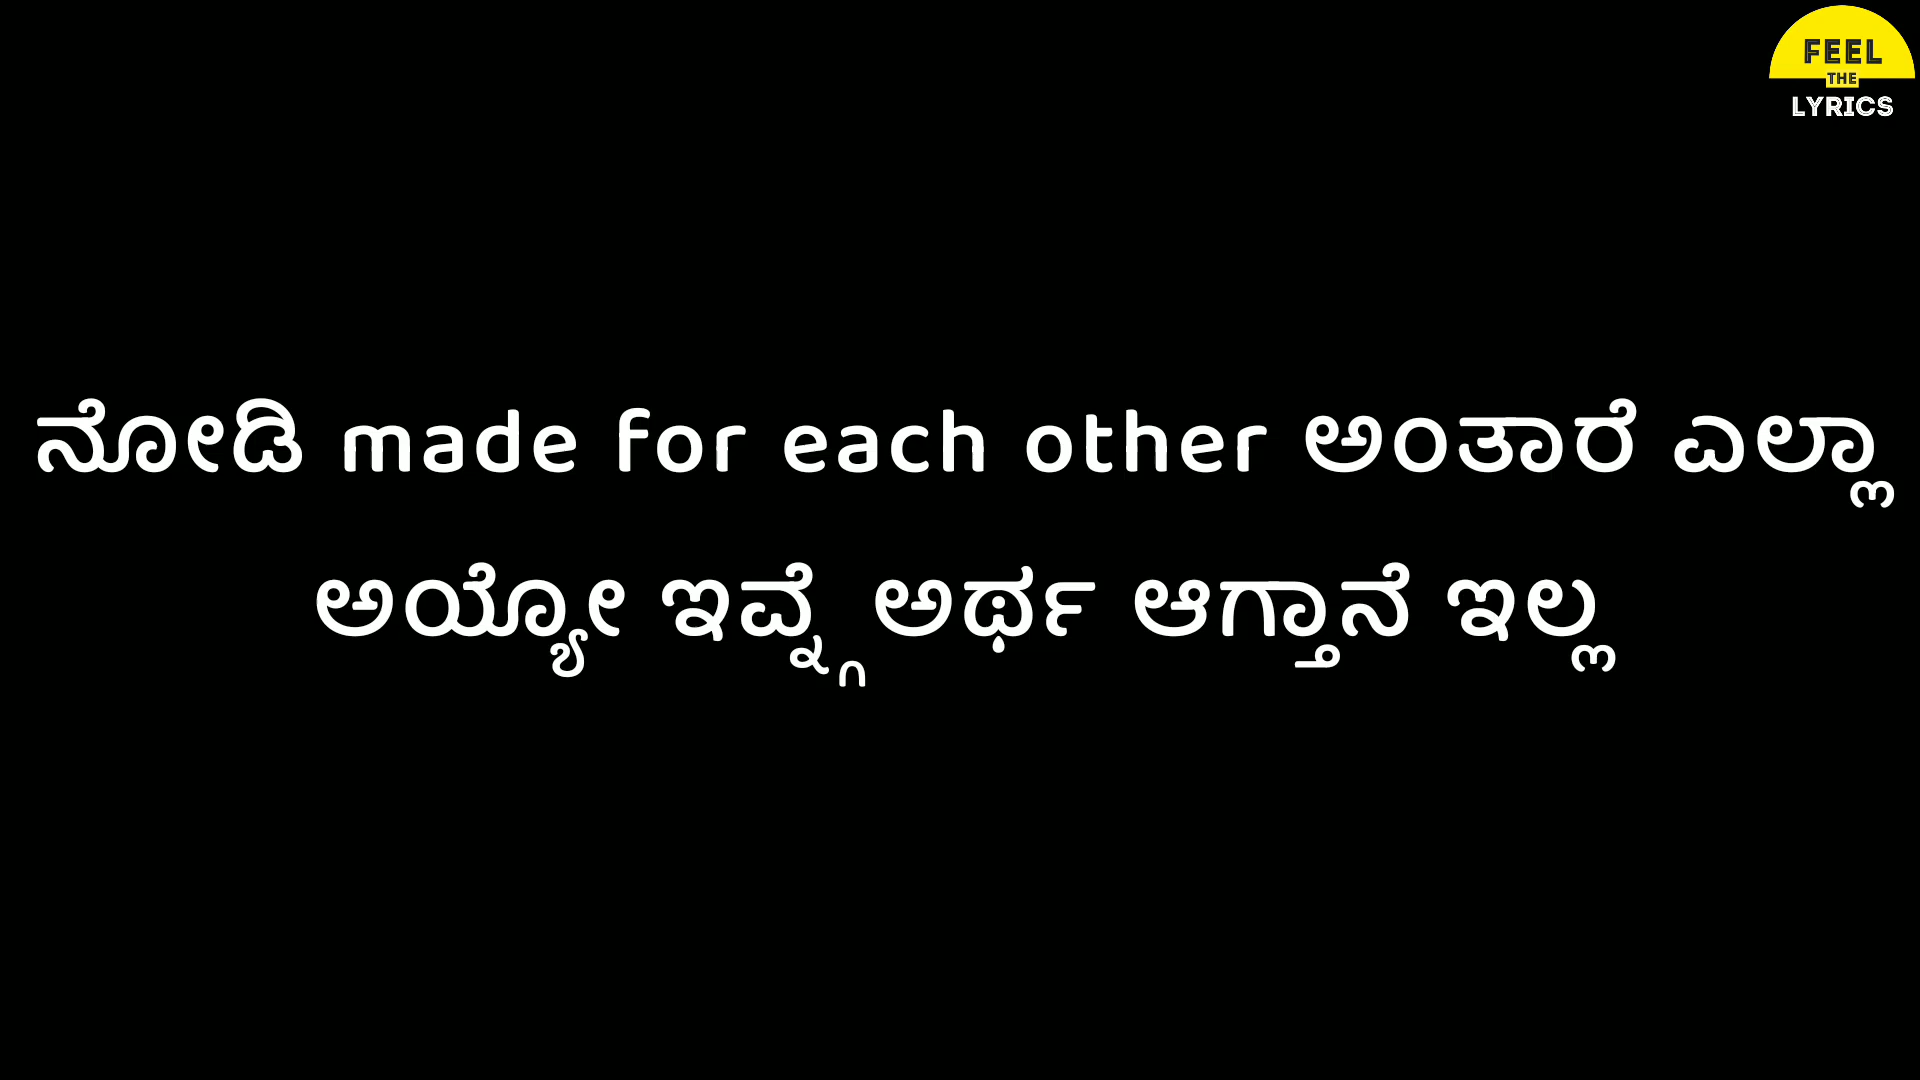 FEEL
THE
LYRICS
ನೋಡಿ made for each other ಅಂತಾರೆ ಎಲ್ಲಾ
ಅಯ್ಯೋ ಇವ್ನ್ಗೆ ಅರ್ಥ ಆಗ್ತಾನೆ ಇಲ್ಲ